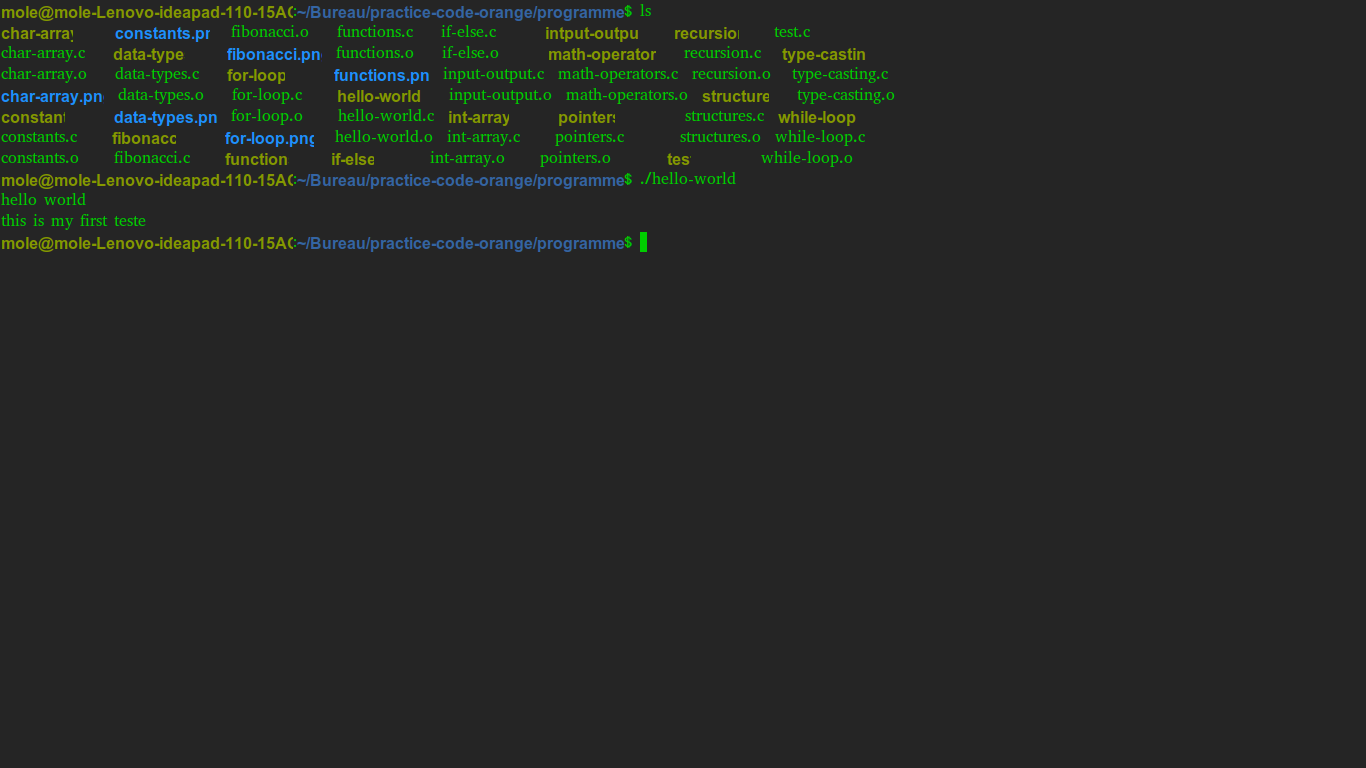 mole@mole-Lenovo-ideapad-110-15AC:~/Bureau/practice-code-orange/programme$ ls
char-array constants.pn fibonacci.o functions.c if-else.c intput-outpu recursion test.c
char-array.c data-type fibonacci.png functions.o if-else.o math-operator recursion.c type-castin
char-array.o data-types.c for-loop functions.pn input-output.c math-operators.c recursion.o type-casting.c
char-array.png data-types.o for-loop.c hello-world input-output.o math-operators.o structure type-casting.o
constant data-types.pn for-loop.o hello-world.c int-array pointers structures.c while-loop
constants.c fibonacc for-loop.png hello-world.o int-array.c pointers.c structures.o while-loop.c
constants.o fibonacci.c function if-else int-array.o pointers.o tes while-loop.o
mole@mole-Lenovo-ideapad-110-15AC:~/Bureau/practice-code-orange/programme$ ./hello-world
hello world
this is my first teste
mole@mole-Lenovo-ideapad-110-15AC:~/Bureau/practice-code-orange/programme$